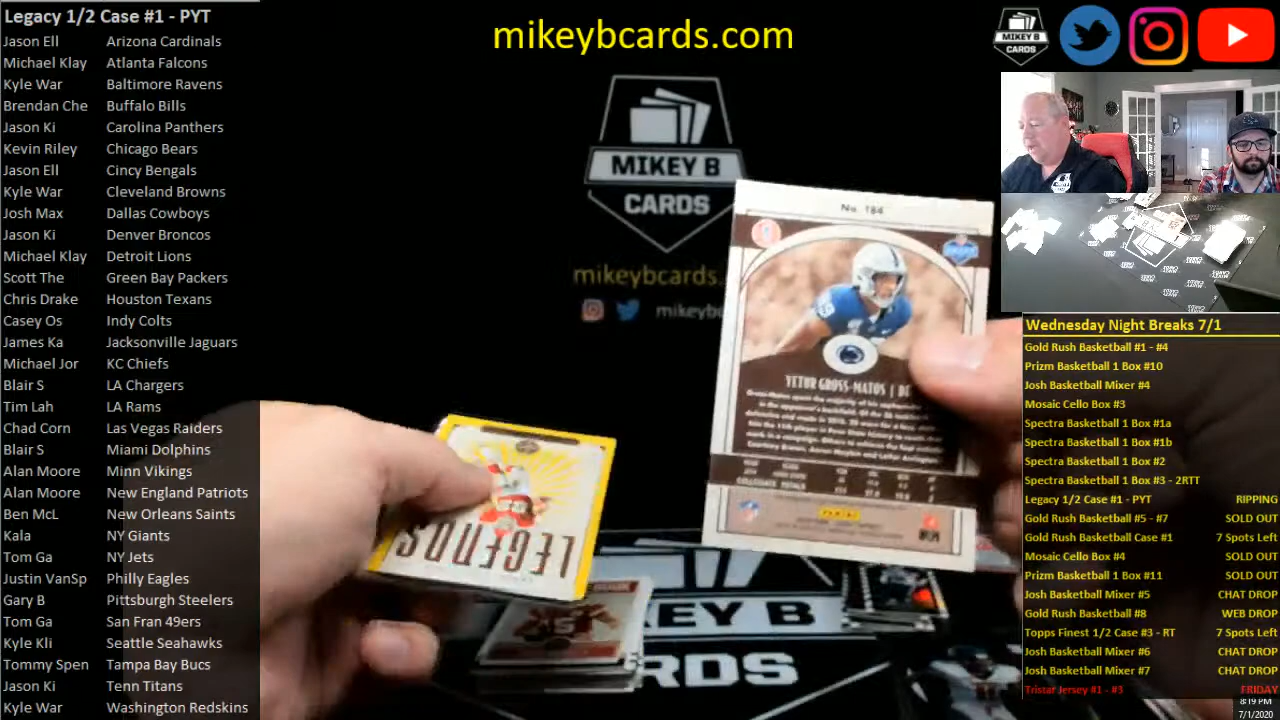 Legacy 1/2 Case #1 - PYT
Jason Ell Arizona Cardinals
Michael Klay Atlanta Falcons
Kyle War Baltimore Ravens
Brendan Che Buffalo Bills
Jason Ki Carolina Panthers
Kevin Riley Chicago Bears
Jason Ell Cincy Bengals
Kyle War Cleveland Browns
Josh Max Dallas Cowboys
Jason Ki Denver Broncos
Michael Klay Detroit Lions
Scott The Green Bay Packers
Chris Drake Houston Texans
Casey Os Indy Colts
James Ka Jacksonville Jaguars
Michael Jor KC Chiefs
Blair S LA Chargers
Tim Lah LA Rams
Chad Corn Las Vegas Raiders
Blair S Miami Dolphins
Alan Moore Minn Vikings
Alan Moore New England Patriots
Ben McL New Orleans Saints
Kala NY Giants
Tom Ga NY Jets
Justin VanSp Philly Eagles
Gary B Pittsburgh Steelers
Tom Ga San Fran 49ers
Kyle Kli Seattle Seahawks
Tommy Spen Tampa Bay Bucs
Jason Ki Tenn Titans
Kyle War Washington Redskins
mikeybcards.com
MIKEY B
CARDS
mikeybcards.
mikeybc
No. 184
YETUR GROSS-MATOS | DE
PANINI
LEGENDS
KEY B
RDS
MIKEY B
CARDS
Wednesday Night Breaks 7/1
Gold Rush Basketball #1 - #4
Prizm Basketball 1 Box #10
Josh Basketball Mixer #4
Mosaic Cello Box #3
Spectra Basketball 1 Box #1a
Spectra Basketball 1 Box #1b
Spectra Basketball 1 Box #2
Spectra Basketball 1 Box #3 - 2RTT
Legacy 1/2 Case #1 - PYT RIPPING
Gold Rush Basketball #5 - #7 SOLD OUT
Gold Rush Basketball Case #1 7 Spots Left
Mosaic Cello Box #4 SOLD OUT
Prizm Basketball 1 Box #11 SOLD OUT
Josh Basketball Mixer #5 CHAT DROP
Gold Rush Basketball #8 WEB DROP
Topps Finest 1/2 Case #3 - RT 7 Spots Left
Josh Basketball Mixer #6 CHAT DROP
Josh Basketball Mixer #7 CHAT DROP
Tristar Jersey #1 - #3 FRIDAY
8:19 PM
7/1/2020